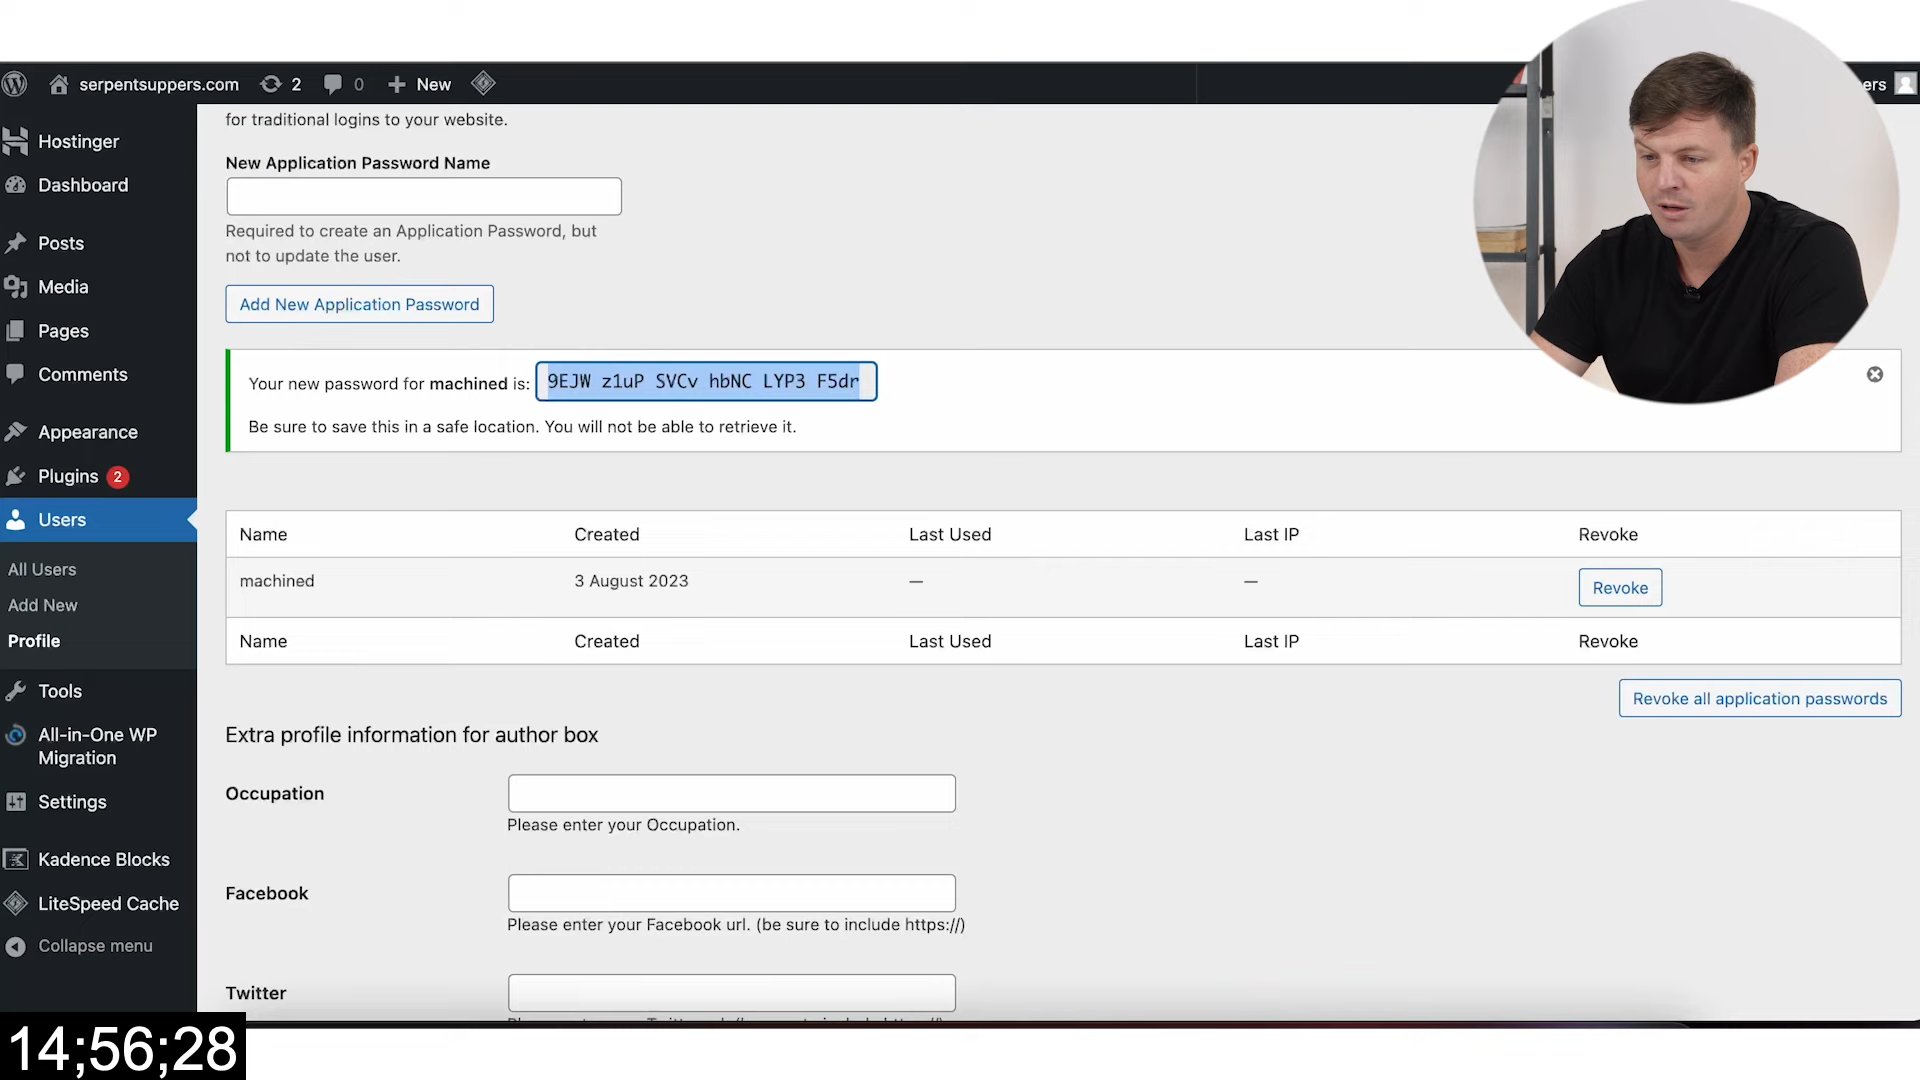 serpentsuppers.com 2 0 New
ers
Hostinger
Dashboard
Posts
Media
Pages
Comments
Appearance
Plugins 2
Users
All Users
Add New
Profile
Tools
All-in-One WP
Migration
Settings
Kadence Blocks
LiteSpeed Cache
Collapse menu
for traditional logins to your website.
New Application Password Name
Required to create an Application Password, but
not to update the user.
Add New Application Password
Your new password for machined is: 9EJW z1uP SVCv hbNC LYP3 F5dr
Be sure to save this in a safe location. You will not be able to retrieve it.
Name Created Last Used Last IP Revoke
machined 3 August 2023 — — Revoke
Name Created Last Used Last IP Revoke
Revoke all application passwords
Extra profile information for author box
Occupation
Please enter your Occupation.
Facebook
Please enter your Facebook url. (be sure to include https://)
Twitter
14;56;28